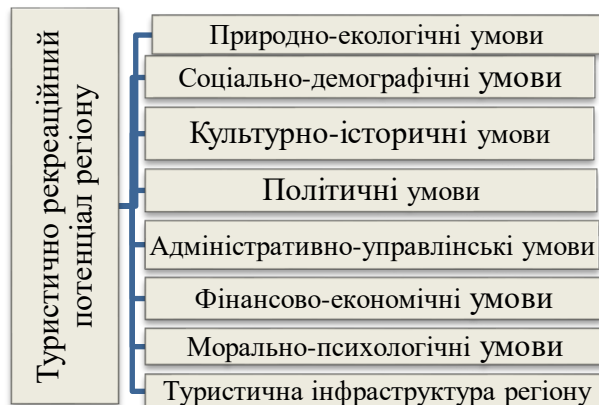 Туристично рекреаційний
потенціал регіону
Природно-екологічні умови
Соціально-демографічні умови
Культурно-історичні умови
Політичні умови
Адміністративно-управлінські умови
Фінансово-економічні умови
Морально-психологічні умови
Туристична інфраструктура регіону